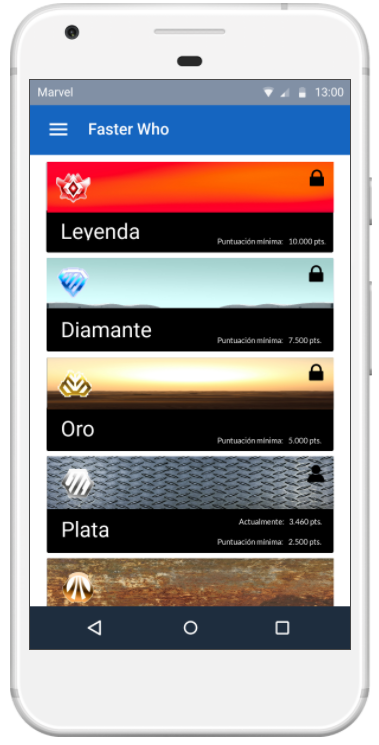 Marvel 13:00
Faster Who
Leyenda
Puntuación mínima: 10.000 pts.
Diamante
Puntuación mínima: 7.500 pts.
Oro
Puntuación mínima: 5.000 pts.
Plata
Actualmente: 3.460 pts.
Puntuación mínima: 2.500 pts.